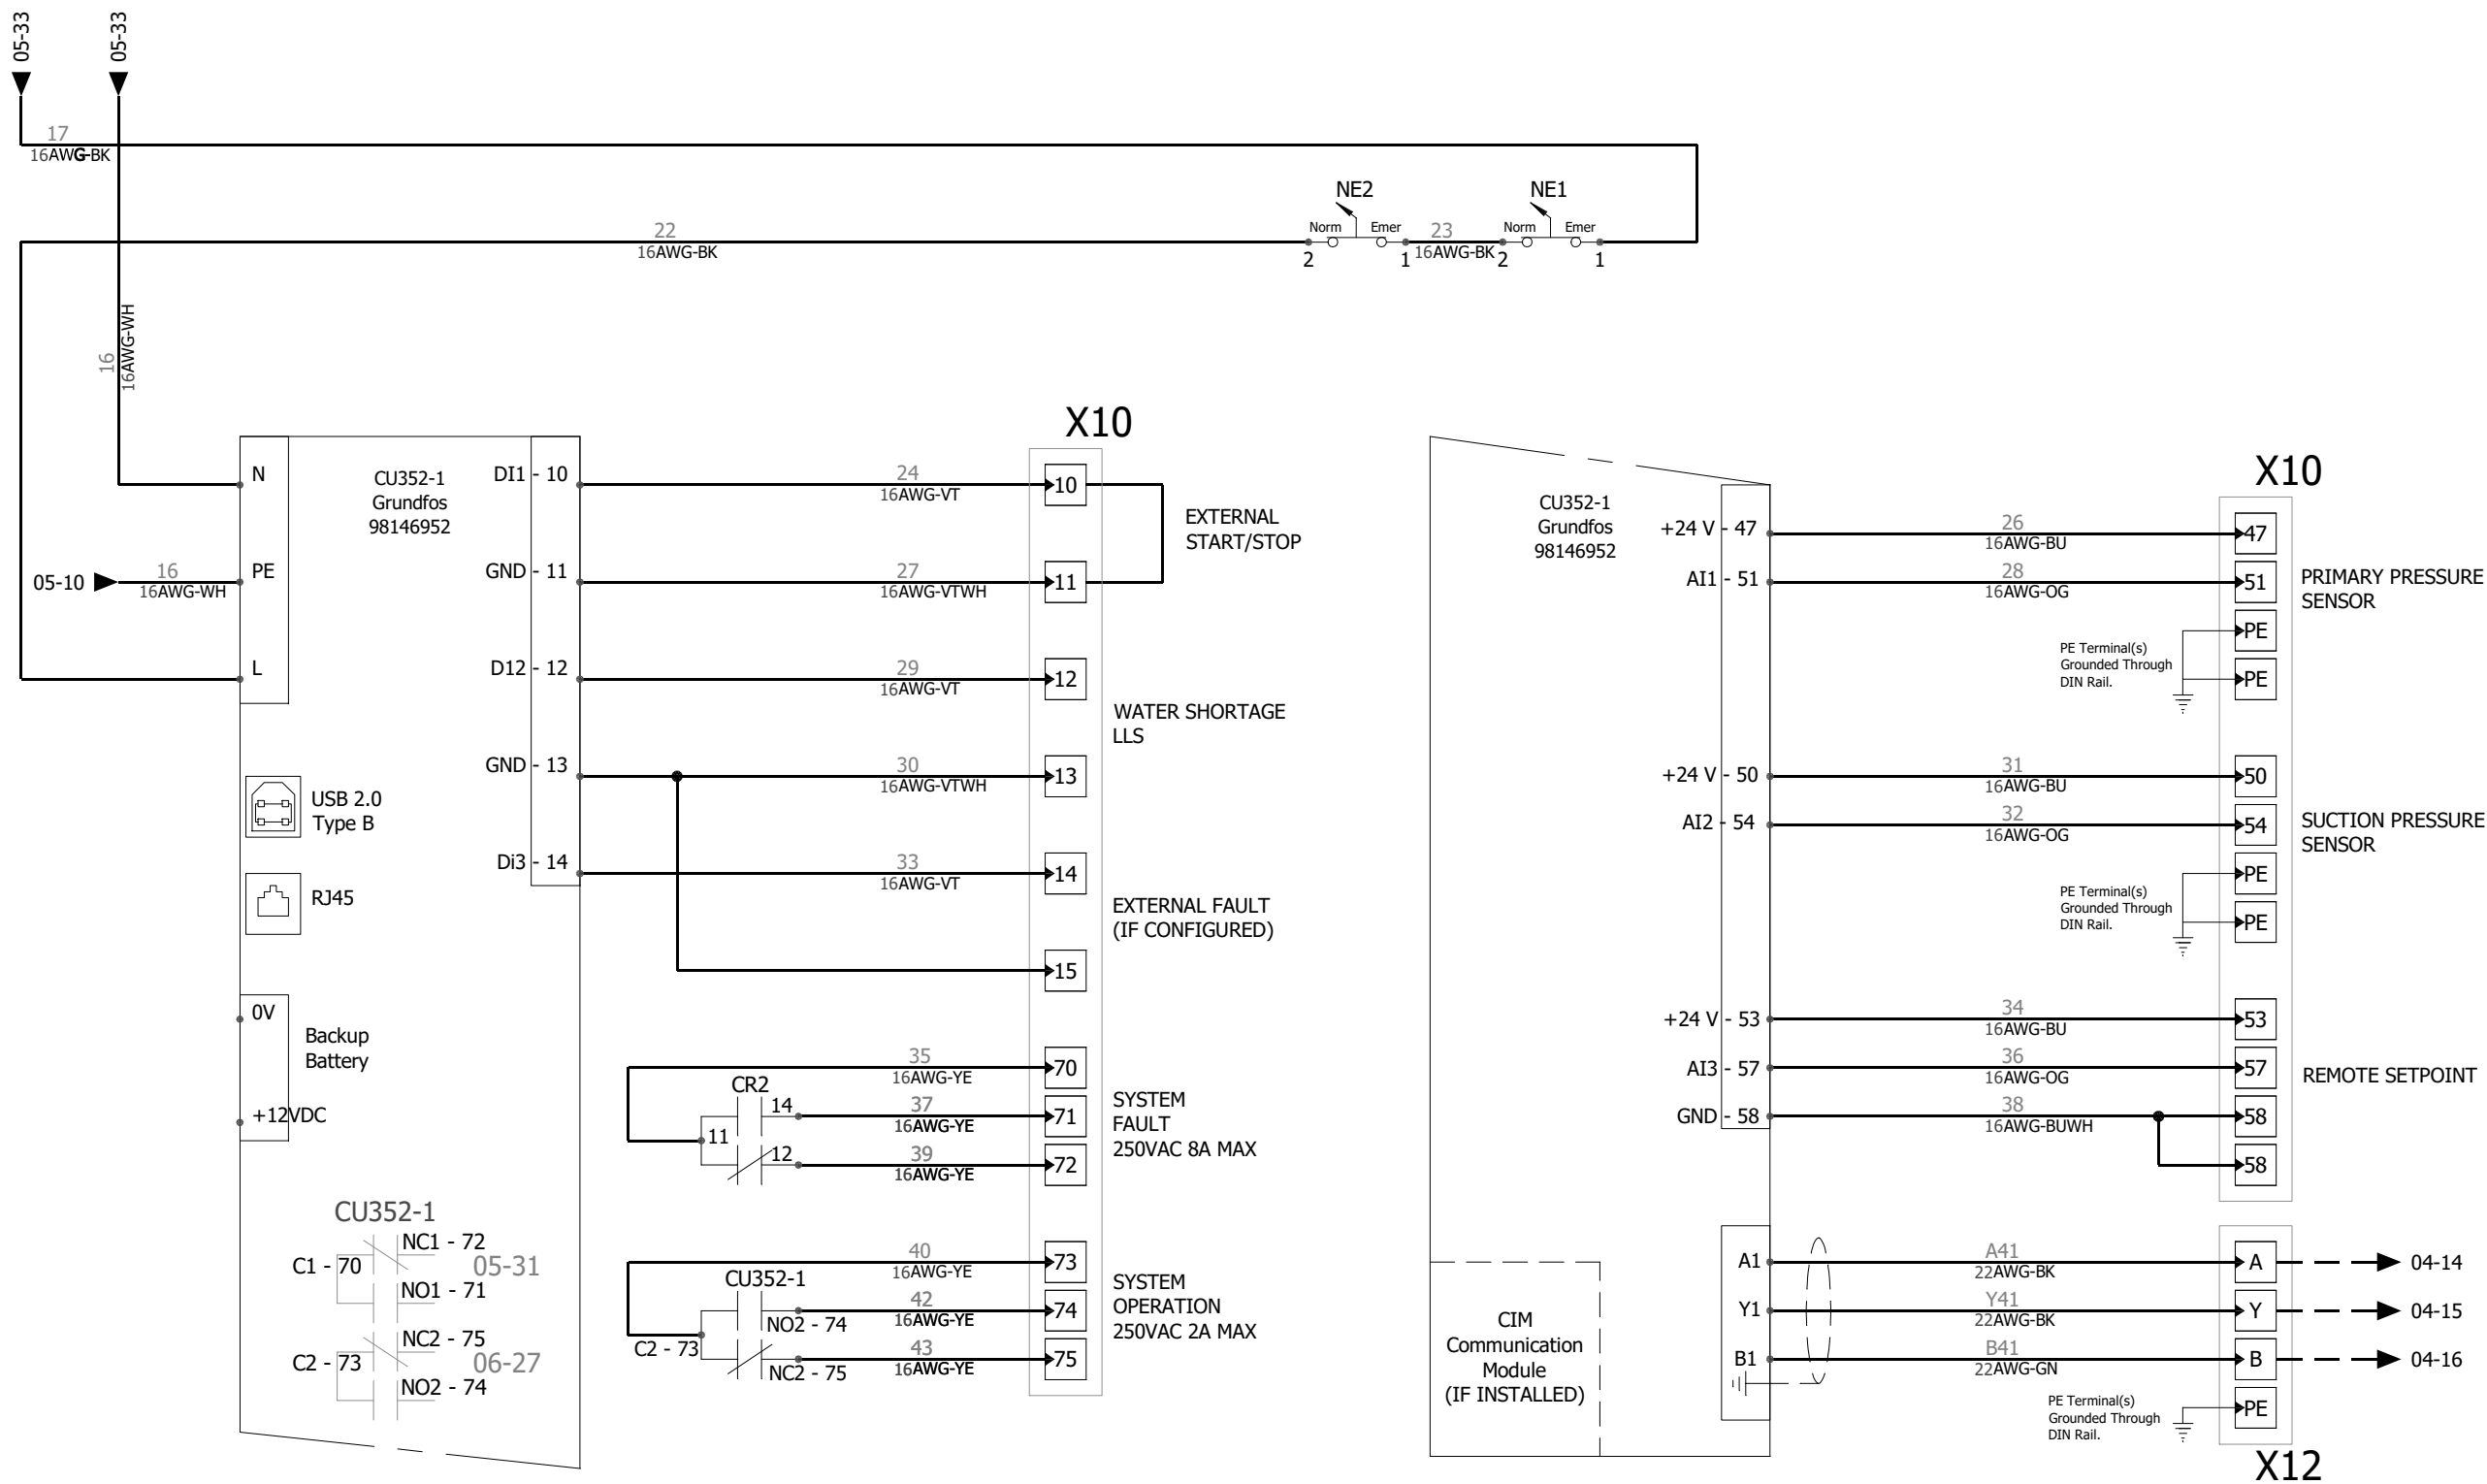 05-33
05-33
17
16AWG-BK
NE2
NE1
Norm Emer
Norm Emer
22
16AWG-BK
23
16AWG-BK
2
1
2
1
16
16AWG-WH
X10
N
CU352-1
Grundfos
98146952
DI1 - 10
24
16AWG-VT
10
EXTERNAL
START/STOP
05-10
16
16AWG-WH
PE
GND - 11
27
16AWG-VTWH
11
L
D12 - 12
29
16AWG-VT
12
WATER SHORTAGE
LLS
GND - 13
30
16AWG-VTWH
13
USB 2.0
Type B
Di3 - 14
33
16AWG-VT
14
RJ45
EXTERNAL FAULT
(IF CONFIGURED)
15
0V
Backup
Battery
+12VDC
35
16AWG-YE
70
CR2
14
37
16AWG-YE
71
11
12
39
16AWG-YE
72
SYSTEM
FAULT
250VAC 8A MAX
CU352-1
NC1 - 72
C1 - 70
05-31
NO1 - 71
NC2 - 75
C2 - 73
06-27
NO2 - 74
40
16AWG-YE
73
CU352-1
42
16AWG-YE
74
NO2 - 74
C2 - 73
43
16AWG-YE
75
NC2 - 75
SYSTEM
OPERATION
250VAC 2A MAX
X10
CU352-1
Grundfos
98146952
+24 V - 47
26
16AWG-BU
47
AI1 - 51
28
16AWG-OG
51
PRIMARY PRESSURE
SENSOR
PE
PE Terminal(s)
Grounded Through
DIN Rail.
PE
+24 V - 50
31
16AWG-BU
50
AI2 - 54
32
16AWG-OG
54
SUCTION PRESSURE
SENSOR
PE
PE Terminal(s)
Grounded Through
DIN Rail.
PE
+24 V - 53
34
16AWG-BU
53
AI3 - 57
36
16AWG-OG
57
REMOTE SETPOINT
GND - 58
38
16AWG-BUWH
58
58
A1
A41
22AWG-BK
A
04-14
Y1
Y41
22AWG-BK
Y
04-15
B1
B41
22AWG-GN
B
04-16
CIM
Communication
Module
(IF INSTALLED)
PE Terminal(s)
Grounded Through
DIN Rail.
PE
X12